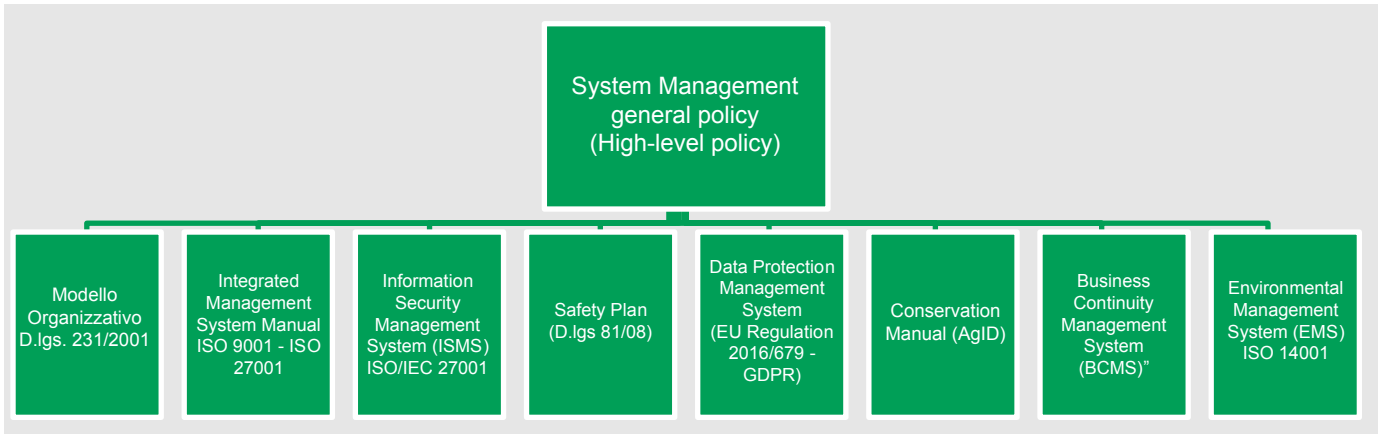 System Management
general policy
(High-level policy)
Modello
Organizzativo
D.lgs. 231/2001
Integrated
Management
System Manual
ISO 9001 - ISO
27001
Information
Security
Management
System (ISMS)
ISO/IEC 27001
Safety Plan
(D.lgs 81/08)
Data Protection
Management
System
(EU Regulation
2016/679 -
GDPR)
Conservation
Manual (AgID)
Business
Continuity
Management
System
(BCMS)”
Environmental
Management
System (EMS)
ISO 14001